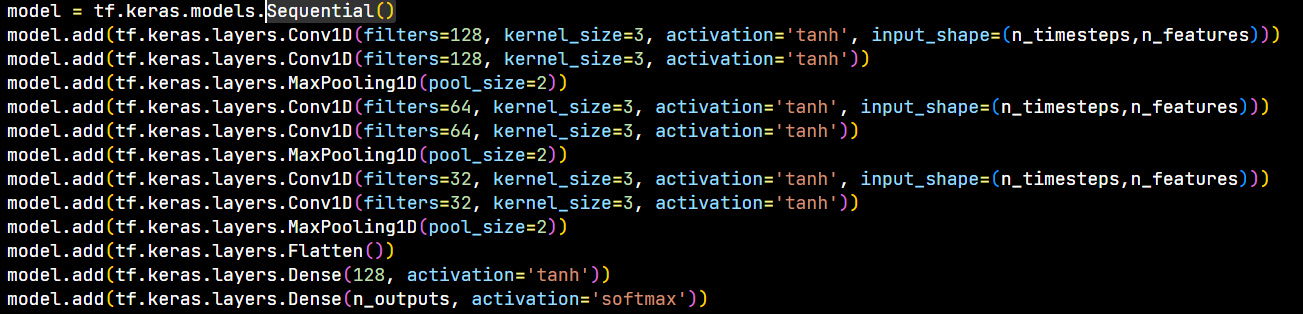 model = tf.keras.models.Sequential()
model.add(tf.keras.layers.Conv1D(filters=128, kernel_size=3, activation='tanh', input_shape=(n_timesteps,n_features)))
model.add(tf.keras.layers.Conv1D(filters=128, kernel_size=3, activation='tanh'))
model.add(tf.keras.layers.MaxPooling1D(pool_size=2))
model.add(tf.keras.layers.Conv1D(filters=64, kernel_size=3, activation='tanh', input_shape=(n_timesteps,n_features)))
model.add(tf.keras.layers.Conv1D(filters=64, kernel_size=3, activation='tanh'))
model.add(tf.keras.layers.MaxPooling1D(pool_size=2))
model.add(tf.keras.layers.Conv1D(filters=32, kernel_size=3, activation='tanh', input_shape=(n_timesteps,n_features)))
model.add(tf.keras.layers.Conv1D(filters=32, kernel_size=3, activation='tanh'))
model.add(tf.keras.layers.MaxPooling1D(pool_size=2))
model.add(tf.keras.layers.Flatten())
model.add(tf.keras.layers.Dense(128, activation='tanh'))
model.add(tf.keras.layers.Dense(n_outputs, activation='softmax'))